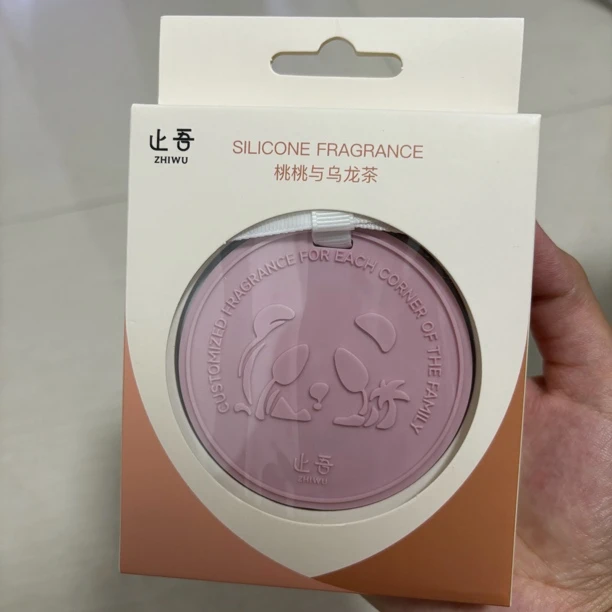 止吾
ZHIWU
SILICONE FRAGRANCE
桃桃与乌龙茶
CUSTOMIZED FRAGRANCE FOR EACH CORNER OF THE FAMILY
止吾
ZHIWU